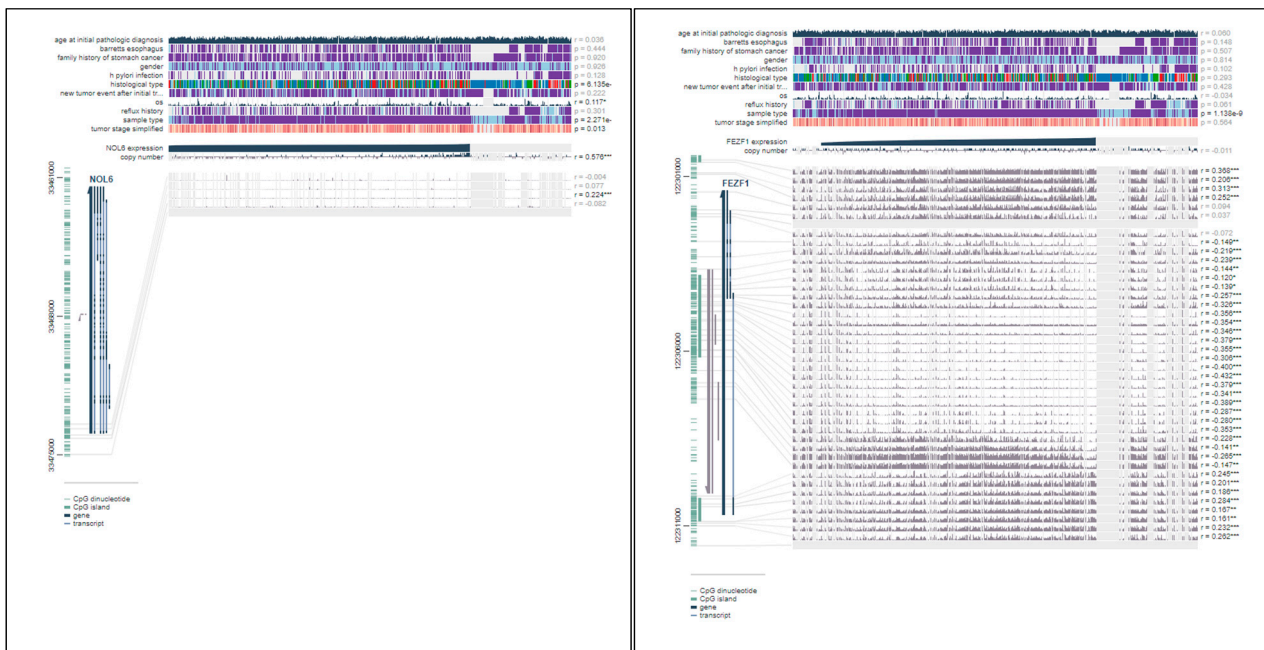 age at initial pathologic diagnosis r = 0.036
barretts esophagus p = 0.444
family history of stomach cancer p = 0.920
gender p = 0.926
h pylori infection p = 0.128
histological type p = 6.135e-
new tumor event after initial tr... p = 0.222
os r = 0.117*
reflux history p = 0.301
sample type p = 2.271e-
tumor stage simplified p = 0.013
NOL6 expression
copy number r = 0.576***
NOL6
r = -0.004
r = 0.077
r = 0.224***
r = -0.082
CpG dinucleotide
CpG island
gene
transcript
age at initial pathologic diagnosis r = 0.060
barretts esophagus p = 0.148
family history of stomach cancer p = 0.507
gender p = 0.814
h pylori infection p = 0.102
histological type p = 0.293
new tumor event after initial tr... p = 0.428
os r = -0.034
reflux history p = 0.061
sample type p = 1.138e-9
tumor stage simplified p = 0.564
FEZF1 expression
copy number r = -0.011
122301000
FEZF1
122306000
r = 0.368***
r = 0.206***
r = 0.313***
r = 0.252***
r = 0.094
r = 0.037
r = -0.072
r = -0.149**
r = -0.219***
r = -0.239***
r = -0.144**
r = -0.120*
r = -0.139*
r = -0.257***
r = -0.326***
r = -0.356***
r = -0.354***
r = -0.346***
r = -0.379***
r = -0.355***
r = -0.306***
r = -0.400***
r = -0.432***
r = -0.379***
r = -0.341***
r = -0.389***
r = -0.287***
r = -0.280***
r = -0.353***
r = -0.228***
r = -0.141**
r = -0.265***
r = -0.147**
r = 0.245***
r = 0.201***
r = 0.186***
r = 0.284***
r = 0.167**
r = 0.161**
r = 0.232***
r = 0.262***
CpG dinucleotide
CpG island
gene
transcript